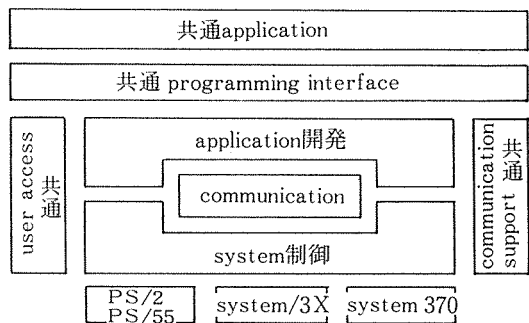 共通application
共通 programming interface
user access
共通
application開発
communication
system制御
communication
support 共通
PS/2
PS/55
system/3X
system 370